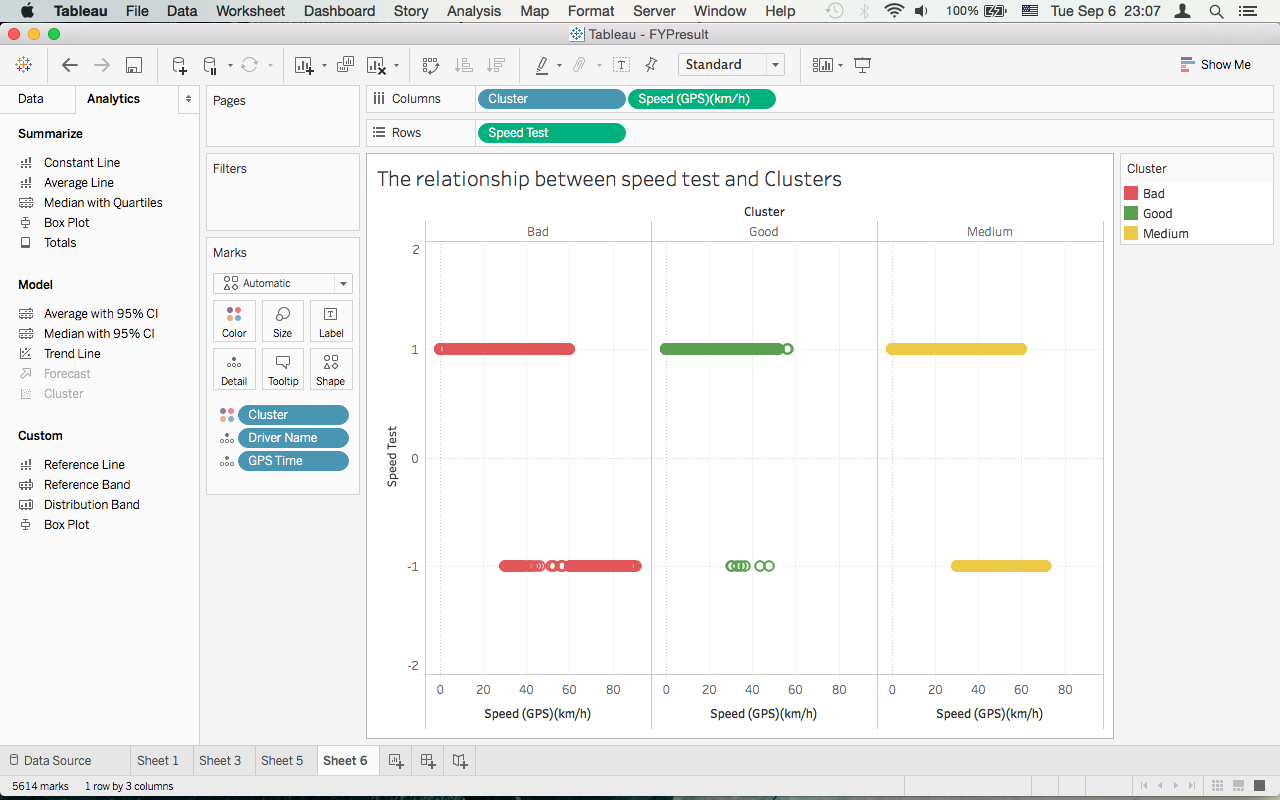 Tableau File Data Worksheet Dashboard Story Analysis Map Format Server Window Help 100% Tue Sep 6 23:07
Tableau - FYPresult
Standard
Show Me
Data Analytics
Pages
Columns Cluster Speed (GPS)(km/h)
Rows Speed Test
Summarize
Constant Line
Average Line
Median with Quartiles
Box Plot
Totals
Model
Average with 95% CI
Median with 95% CI
Trend Line
Forecast
Cluster
Custom
Reference Line
Reference Band
Distribution Band
Box Plot
Filters
Marks
Automatic
Color Size Label
Detail Tooltip Shape
Cluster
Driver Name
GPS Time
The relationship between speed test and Clusters
Cluster
Bad Good Medium
2
1
0
-1
-2
Speed Test
0 20 40 60 80 0 20 40 60 80 0 20 40 60 80
Speed (GPS)(km/h) Speed (GPS)(km/h) Speed (GPS)(km/h)
Cluster
Bad
Good
Medium
Data Source Sheet 1 Sheet 3 Sheet 5 Sheet 6
5614 marks 1 row by 3 columns